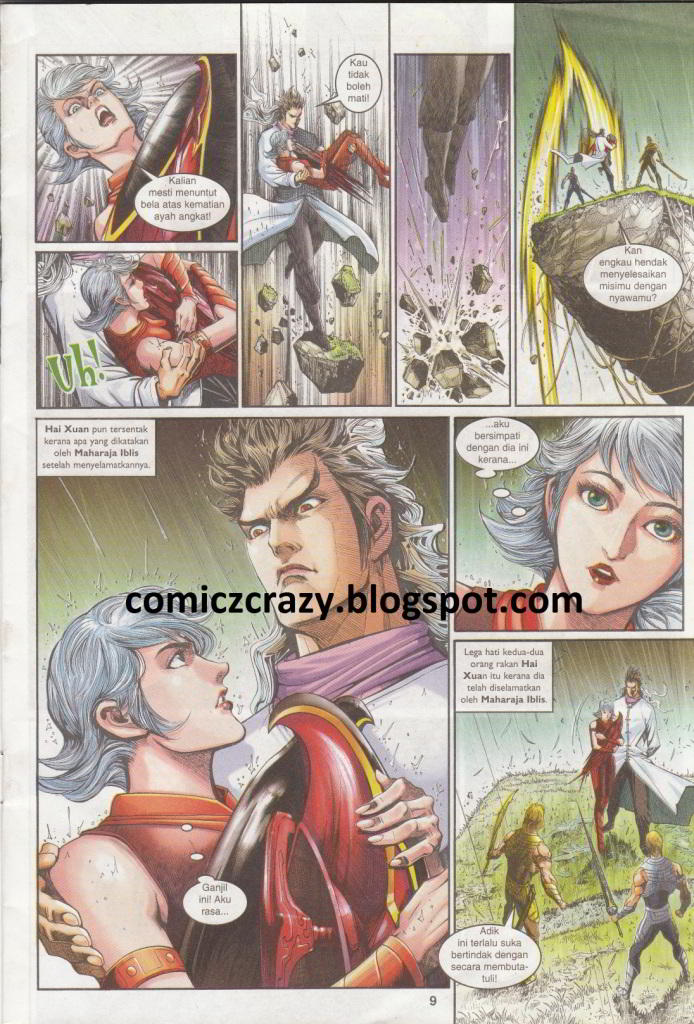 Kalian
mesti menuntut
bela atas kematian
ayah angkat!
Kau
tidak
boleh
mati!
Kan
engkau hendak
menyelesaikan
misimu dengan
nyawamu?
Uh!
Hai Xuan pun tersentak
kerana apa yang dikatakan
oleh Maharaja Iblis
setelah menyelamatkannya.
...aku
bersimpati
dengan dia ini
kerana...
comiczcrazy.blogspot.com
Ganjil
ini! Aku
rasa...
Lega hati kedua-dua
orang rakan Hai
Xuan itu kerana dia
telah diselamatkan
oleh Maharaja Iblis.
Adik
ini terlalu suka
bertindak dengan
secara membuta-
tuli!
9